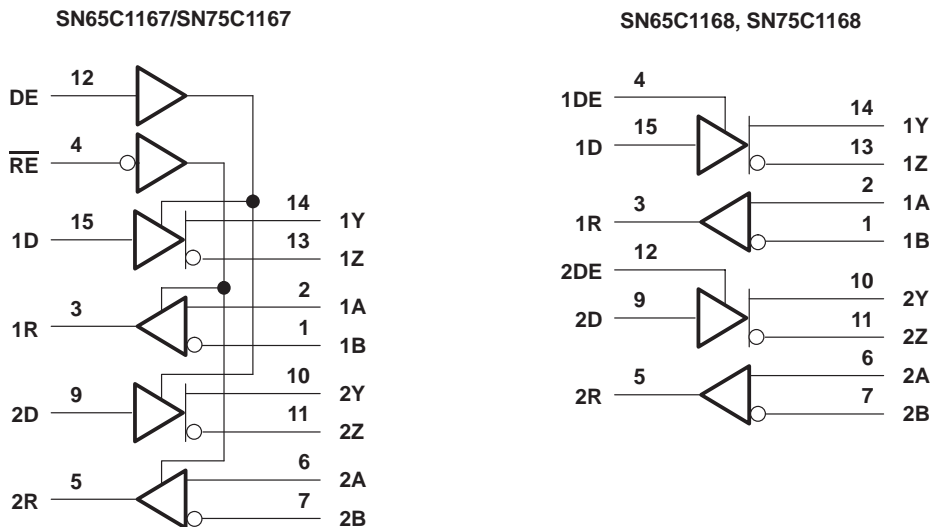 SN65C1167/SN75C1167
DE 12
RE 4
1D 15 14 1Y
13 1Z
1R 3 2 1A
1 1B
2D 9 10 2Y
11 2Z
2R 5 6 2A
7 2B
SN65C1168, SN75C1168
1DE 4
1D 15 14 1Y
13 1Z
1R 3 2 1A
1 1B
2DE 12
2D 9 10 2Y
11 2Z
2R 5 6 2A
7 2B